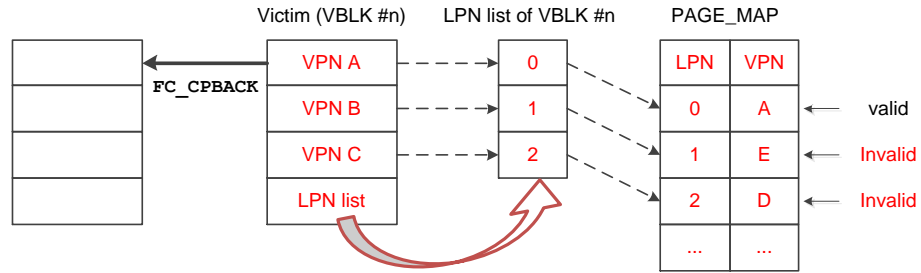 Victim (VBLK #n) LPN list of VBLK #n PAGE_MAP
VPN A 0 LPN VPN
FC_CPBACK
VPN B 1 0 A valid
VPN C 2 1 E Invalid
LPN list 2 D Invalid
... ...